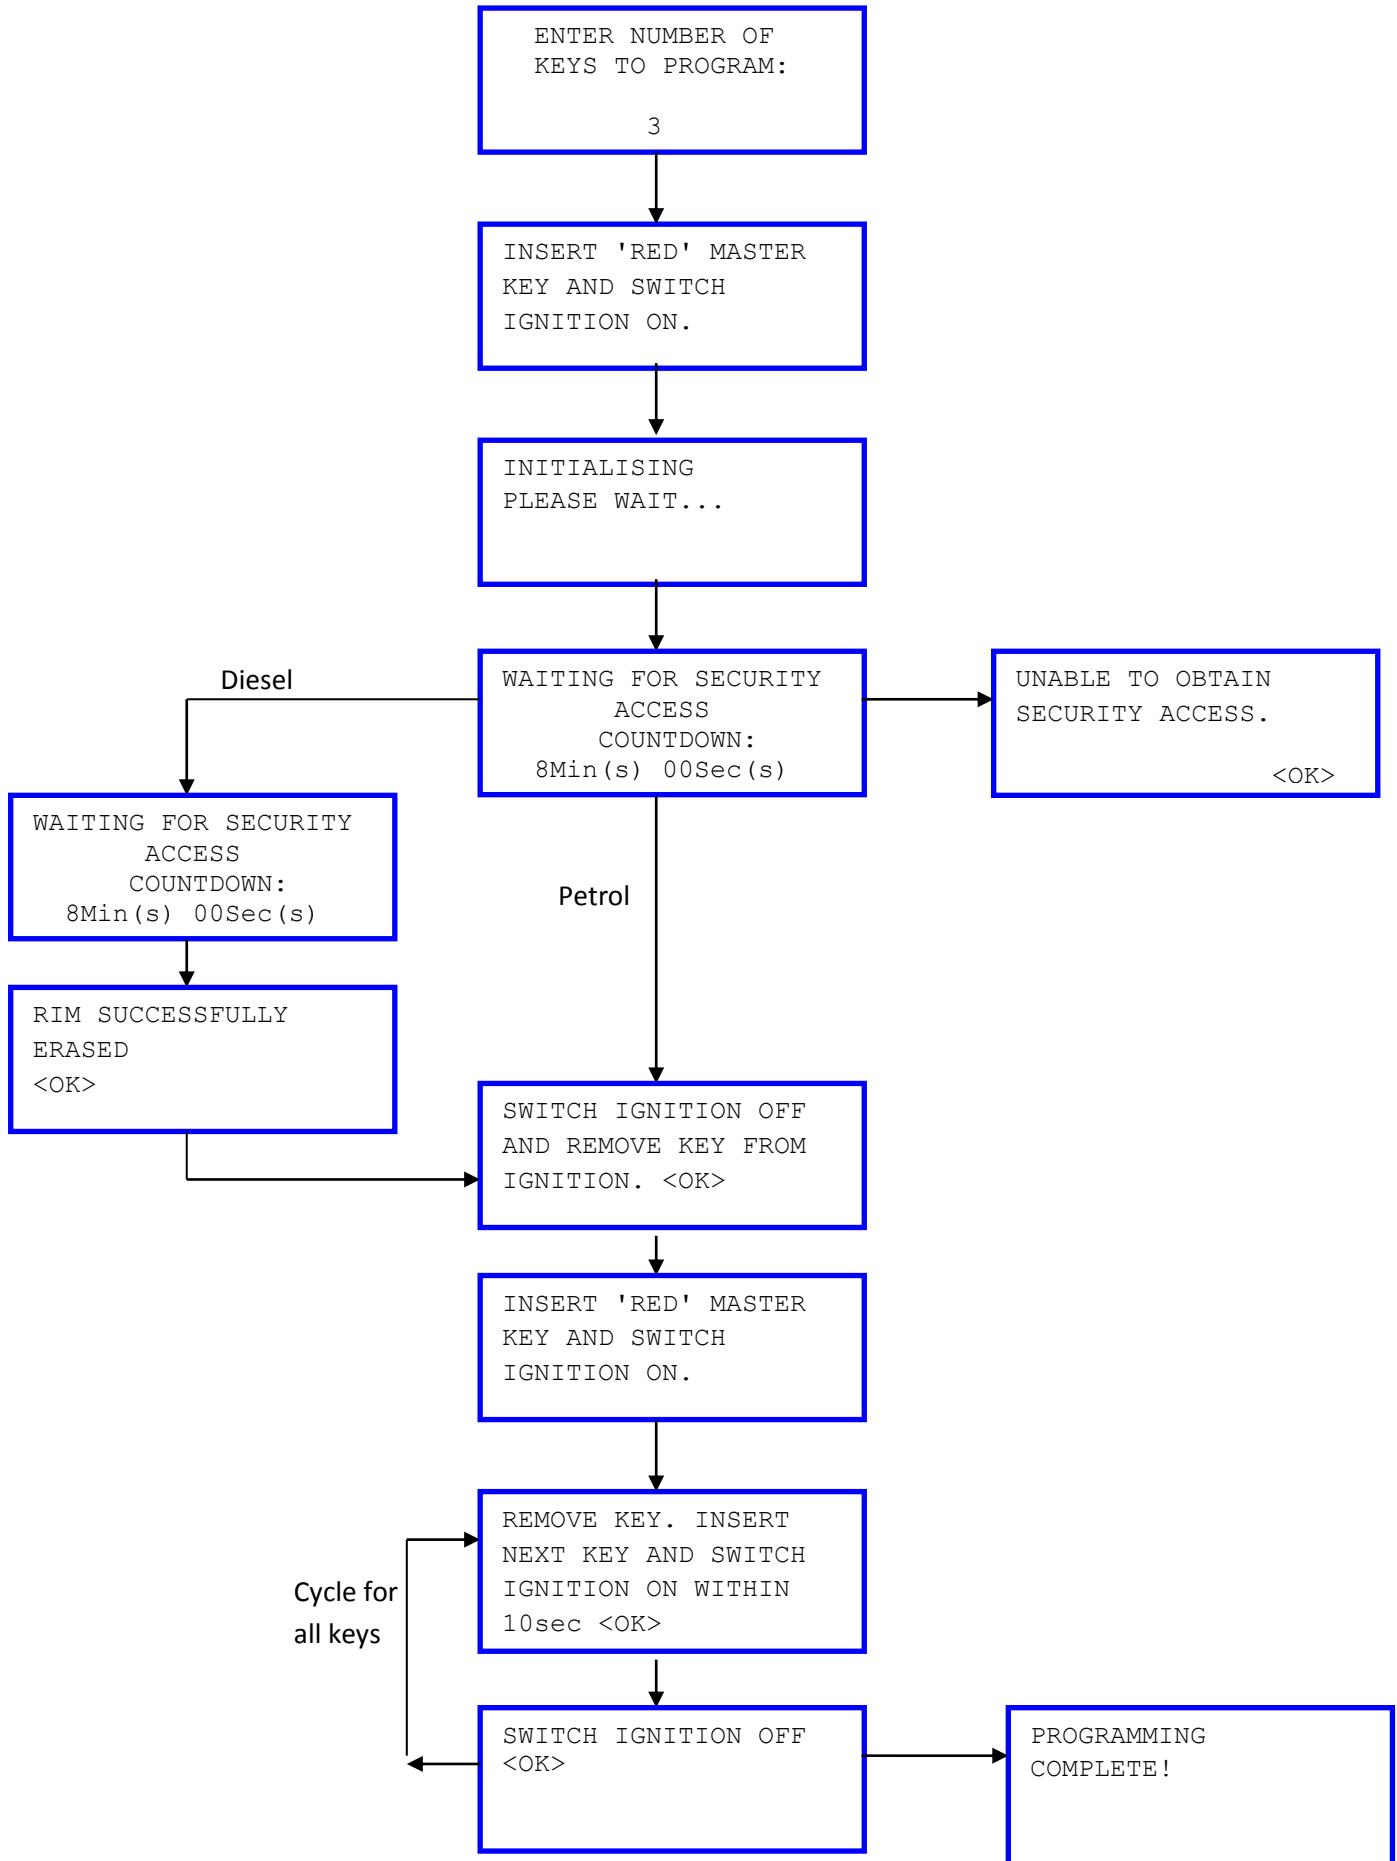 ENTER NUMBER OF
KEYS TO PROGRAM:
3
INSERT 'RED' MASTER
KEY AND SWITCH
IGNITION ON.
INITIALISING
PLEASE WAIT...
Diesel
WAITING FOR SECURITY
ACCESS
COUNTDOWN:
8Min(s) 00Sec(s)
UNABLE TO OBTAIN
SECURITY ACCESS.
<OK>
WAITING FOR SECURITY
ACCESS
COUNTDOWN:
8Min(s) 00Sec(s)
Petrol
RIM SUCCESSFULLY
ERASED
<OK>
SWITCH IGNITION OFF
AND REMOVE KEY FROM
IGNITION. <OK>
INSERT 'RED' MASTER
KEY AND SWITCH
IGNITION ON.
REMOVE KEY. INSERT
NEXT KEY AND SWITCH
IGNITION ON WITHIN
10sec <OK>
Cycle for
all keys
SWITCH IGNITION OFF
<OK>
PROGRAMMING
COMPLETE!